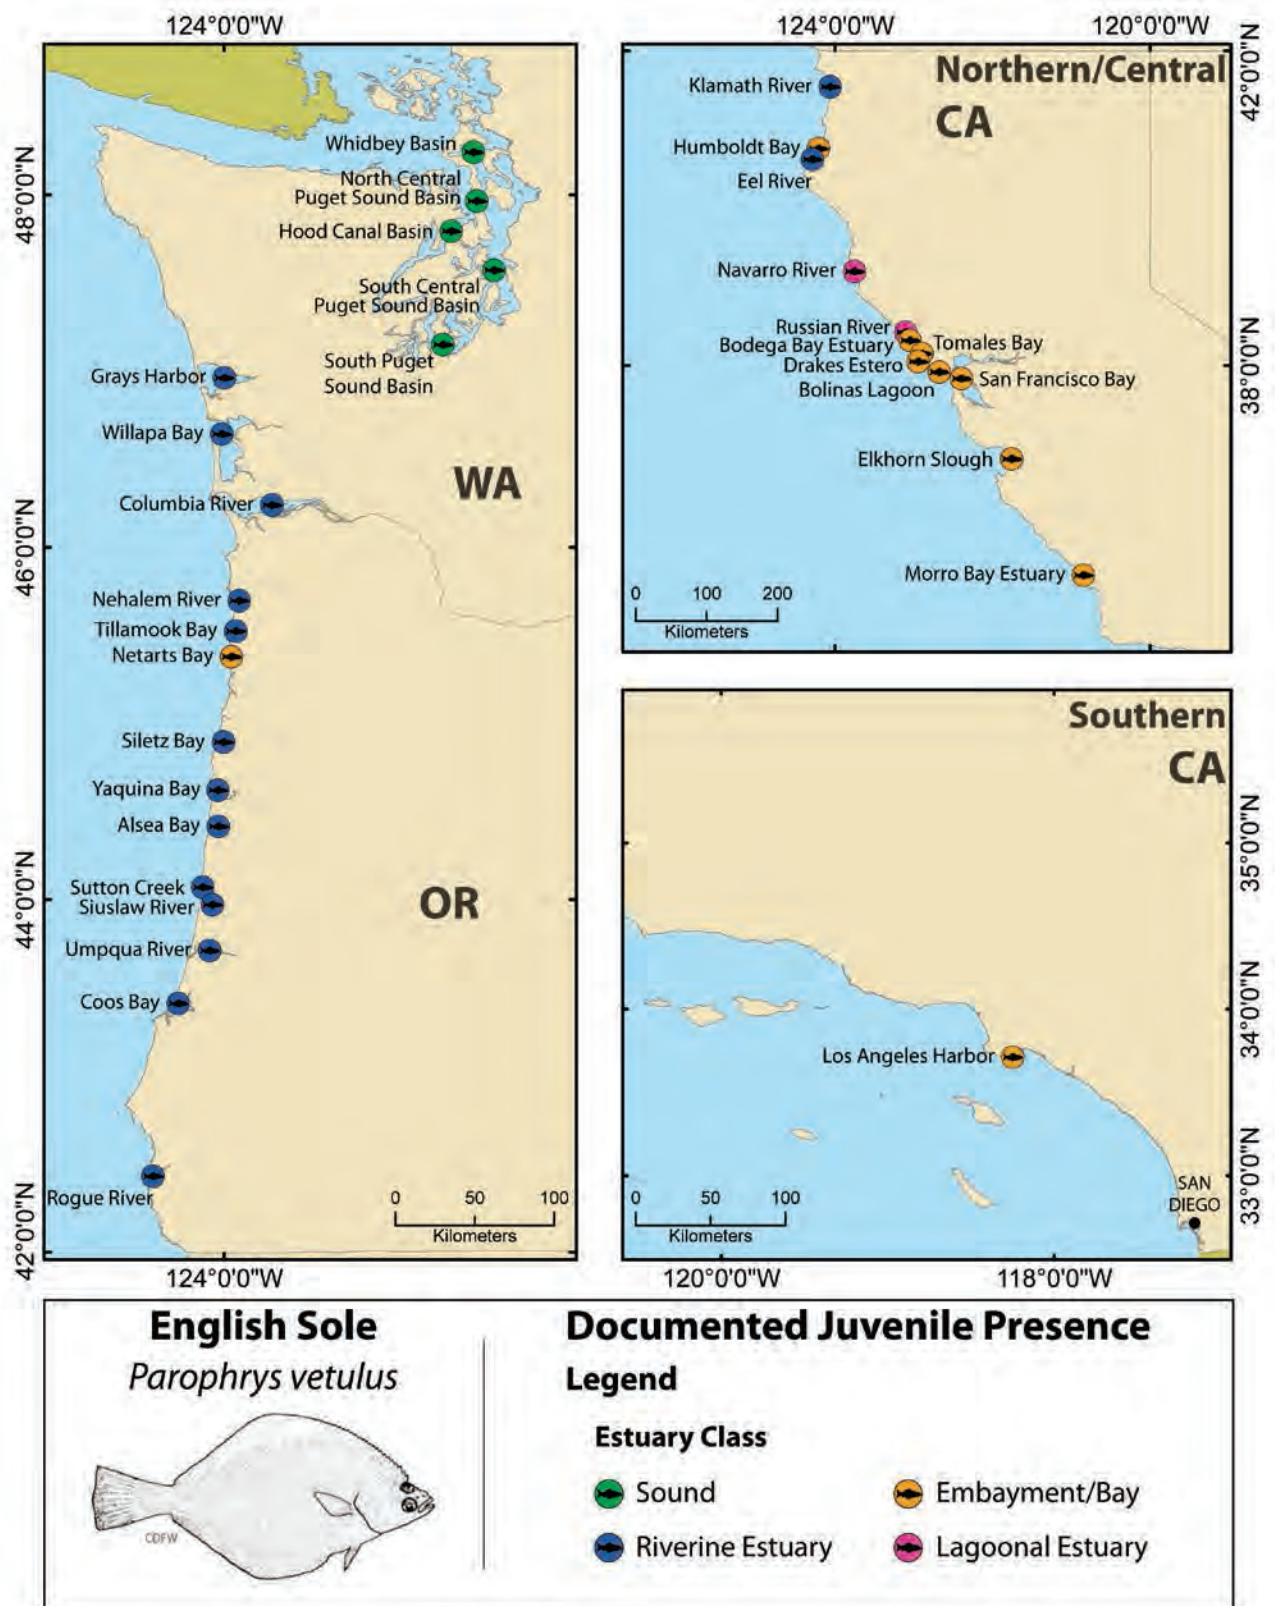 124°0'0"W
48°0'0"N
46°0'0"N
44°0'0"N
42°0'0"N
Whidbey Basin
North Central
Puget Sound Basin
Hood Canal Basin
South Central
Puget Sound Basin
South Puget
Sound Basin
Grays Harbor
Willapa Bay
WA
Columbia River
Nehalem River
Tillamook Bay
Netarts Bay
Siletz Bay
Yaquina Bay
Alsea Bay
Sutton Creek
Siuslaw River
OR
Umpqua River
Coos Bay
Rogue River
0 50 100
Kilometers
124°0'0"W
124°0'0"W 120°0'0"W
Northern/Central
CA
42°0'0"N
38°0'0"N
Klamath River
Humboldt Bay
Eel River
Navarro River
Russian River
Bodega Bay Estuary
Tomales Bay
Drakes Estero
Bolinas Lagoon
San Francisco Bay
Elkhorn Slough
Morro Bay Estuary
0 100 200
Kilometers
Southern
CA
35°0'0"N
34°0'0"N
33°0'0"N
Los Angeles Harbor
SAN
DIEGO
0 50 100
Kilometers
120°0'0"W 118°0'0"W
English Sole
Parophrys vetulus
CDFW
Documented Juvenile Presence
Legend
Estuary Class
Sound
Embayment/Bay
Riverine Estuary
Lagoonal Estuary